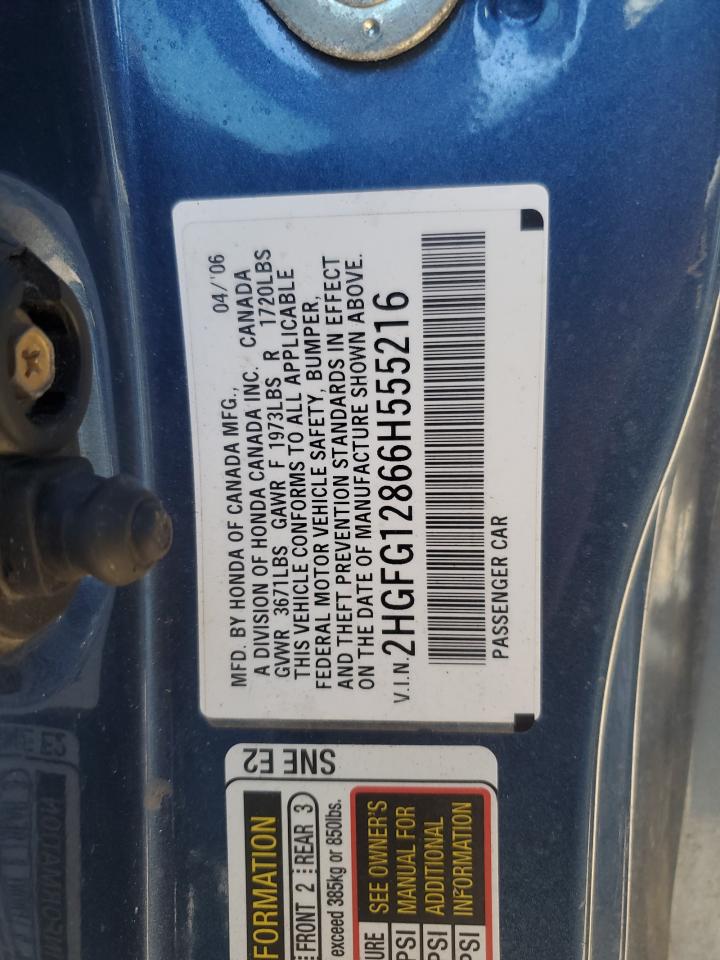 MFD. BY HONDA OF CANADA MFG., 04/'06
A DIVISION OF HONDA CANADA INC. CANADA
GVWR 3671LBS GAWR F 1973LBS R 1720LBS
THIS VEHICLE CONFORMS TO ALL APPLICABLE
FEDERAL MOTOR VEHICLE SAFETY, BUMPER,
AND THEFT PREVENTION STANDARDS IN EFFECT
ON THE DATE OF MANUFACTURE SHOWN ABOVE.
V.I.N. 2HGFG12866H555216
PASSENGER CAR
SNE E2
FORMATION
FRONT 2 REAR 3
exceed 385kg or 850lbs.
SEE OWNER'S
MANUAL FOR
ADDITIONAL
INFORMATION
URE
PSI
PSI
PSI